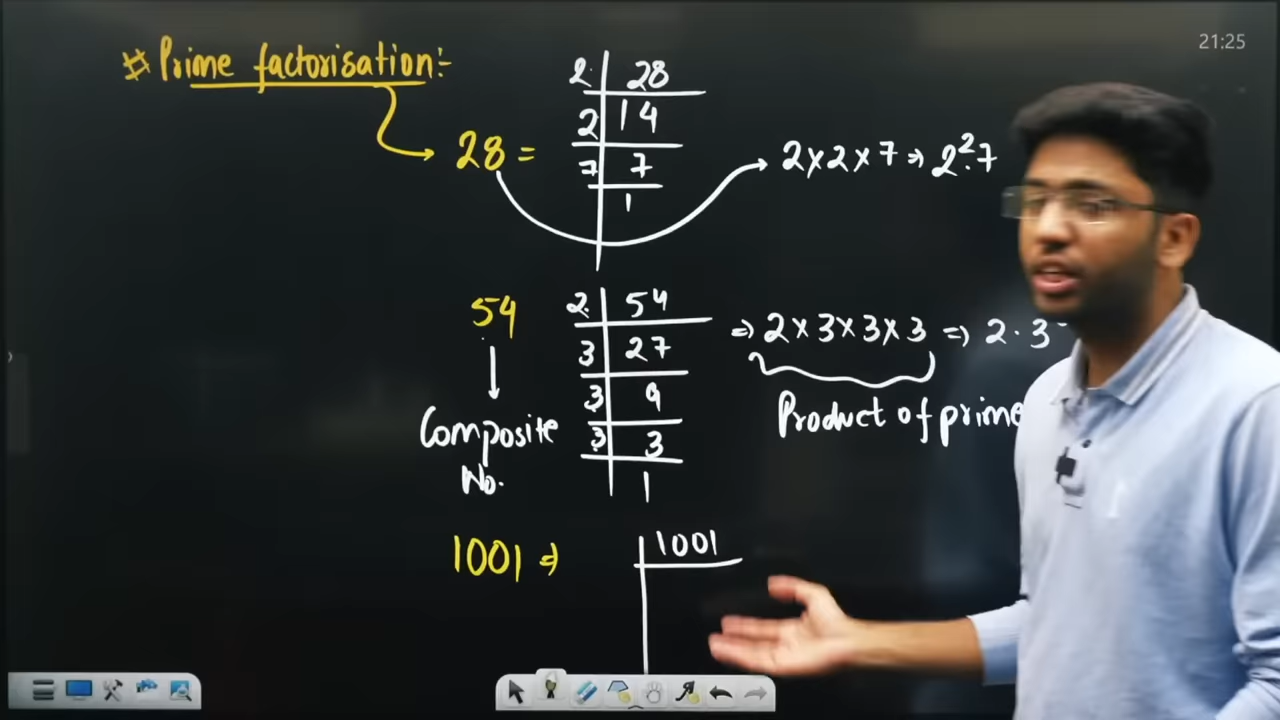 21:25
# Prime factorisation:-
28 =
2 | 28
2 | 14
7 | 7
1
2×2×7 ⇒ 2².7
54
Composite
No.
2 | 54
3 | 27
3 | 9
3 | 3
1
⇒ 2×3×3×3 ⇒ 2·3
Product of prime
1001 ⇒
1001